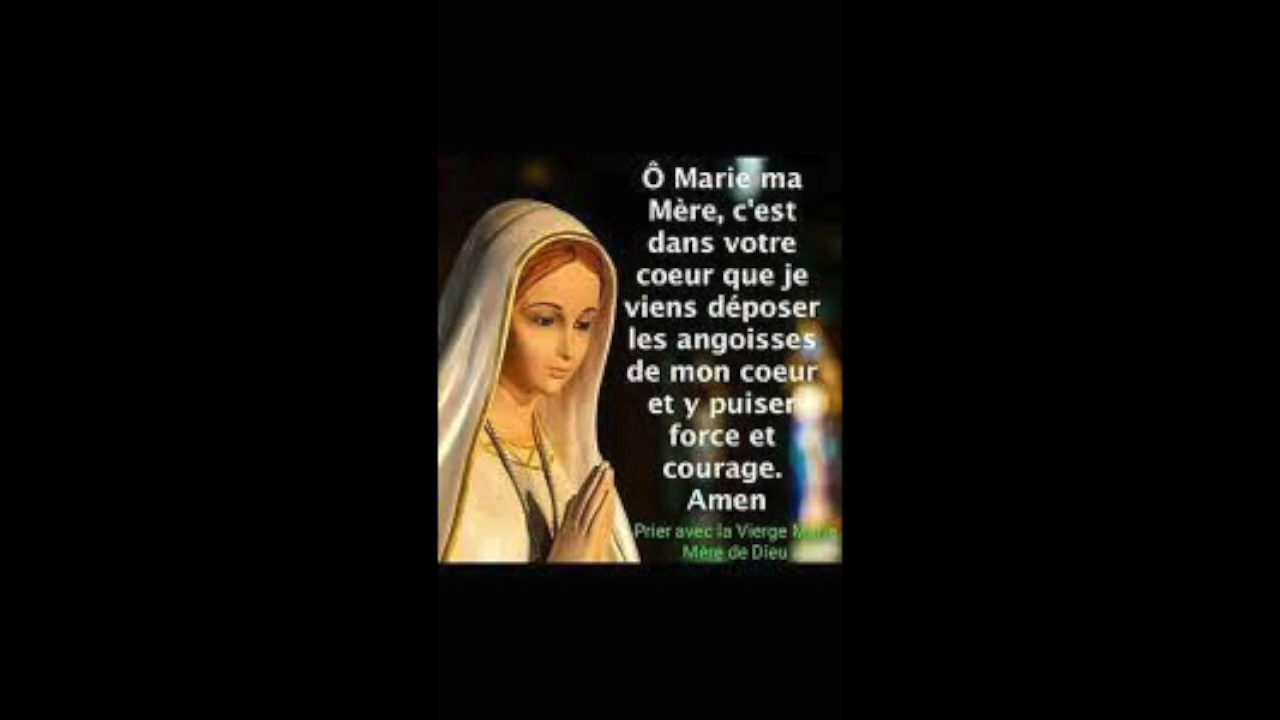 Ô Marie ma
Mère, c'est
dans votre
coeur que je
viens déposer
les angoisses
de mon coeur
et y puiser
force et
courage.
Amen
Prier avec la Vierge Marie
Mère de Dieu